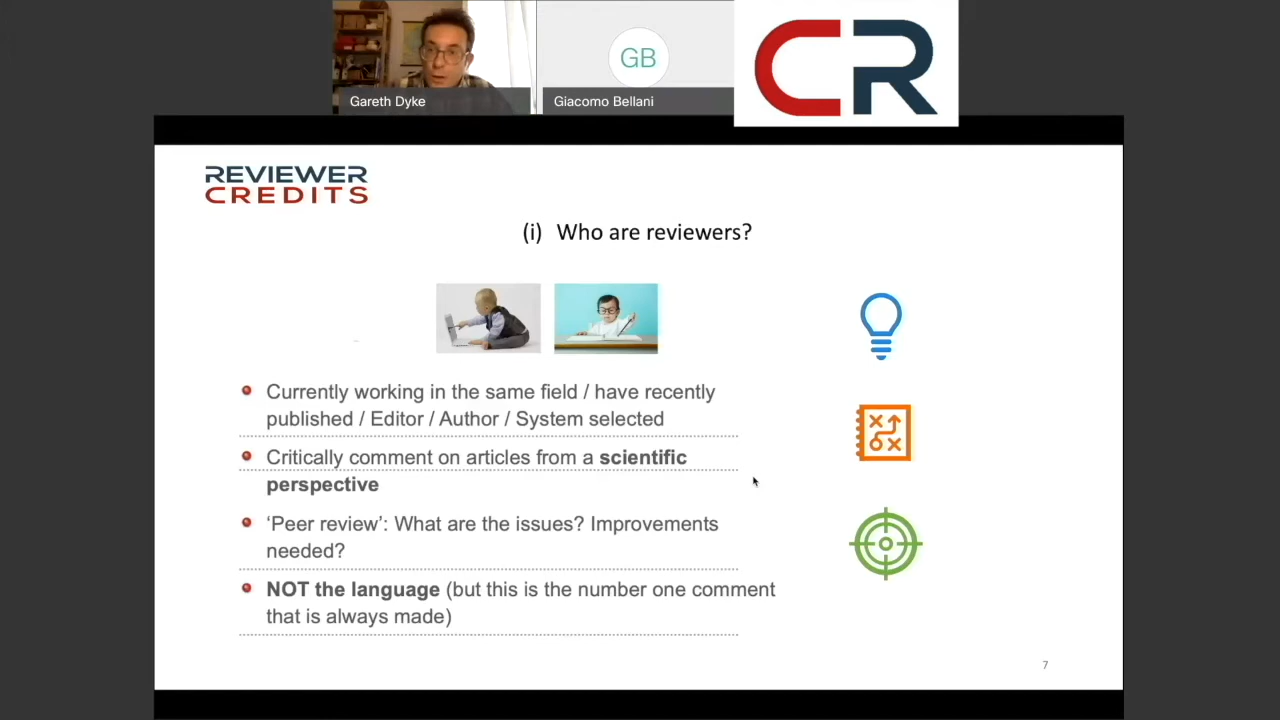 Gareth Dyke
GB
Giacomo Bellani
CR
REVIEWER
CREDITS
(i) Who are reviewers?
Currently working in the same field / have recently
published / Editor / Author / System selected
Critically comment on articles from a scientific
perspective
‘Peer review’: What are the issues? Improvements
needed?
NOT the language (but this is the number one comment
that is always made)
7